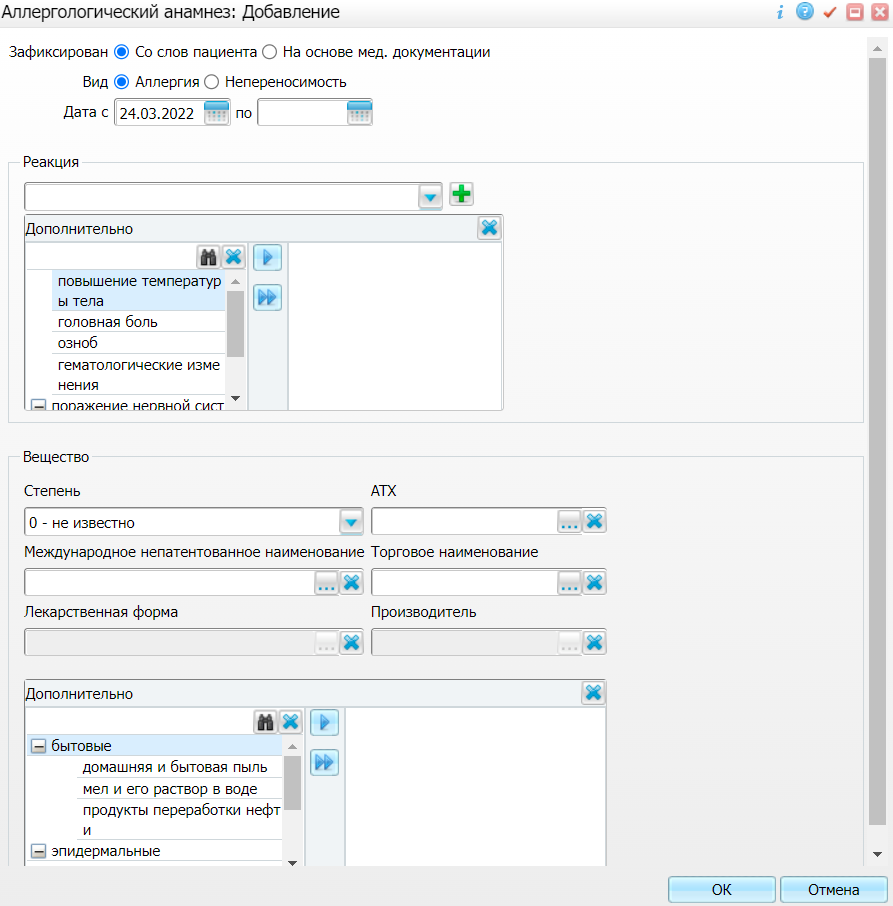 Аллергологический анамнез: Добавление
Зафиксирован Со слов пациента На основе мед. документации
Вид Аллергия Непереносимость
Дата с 24.03.2022 по
Реакция
Дополнительно
повышение температур
ы тела
головная боль
озноб
гематологические изме
нения
поражение нервной сист
Вещество
Степень АТХ
0 - не известно
Международное непатентованное наименование Торговое наименование
Лекарственная форма Производитель
Дополнительно
бытовые
домашняя и бытовая пыль
мел и его раствор в воде
продукты переработки нефт
и
эпидермальные
ОК Отмена